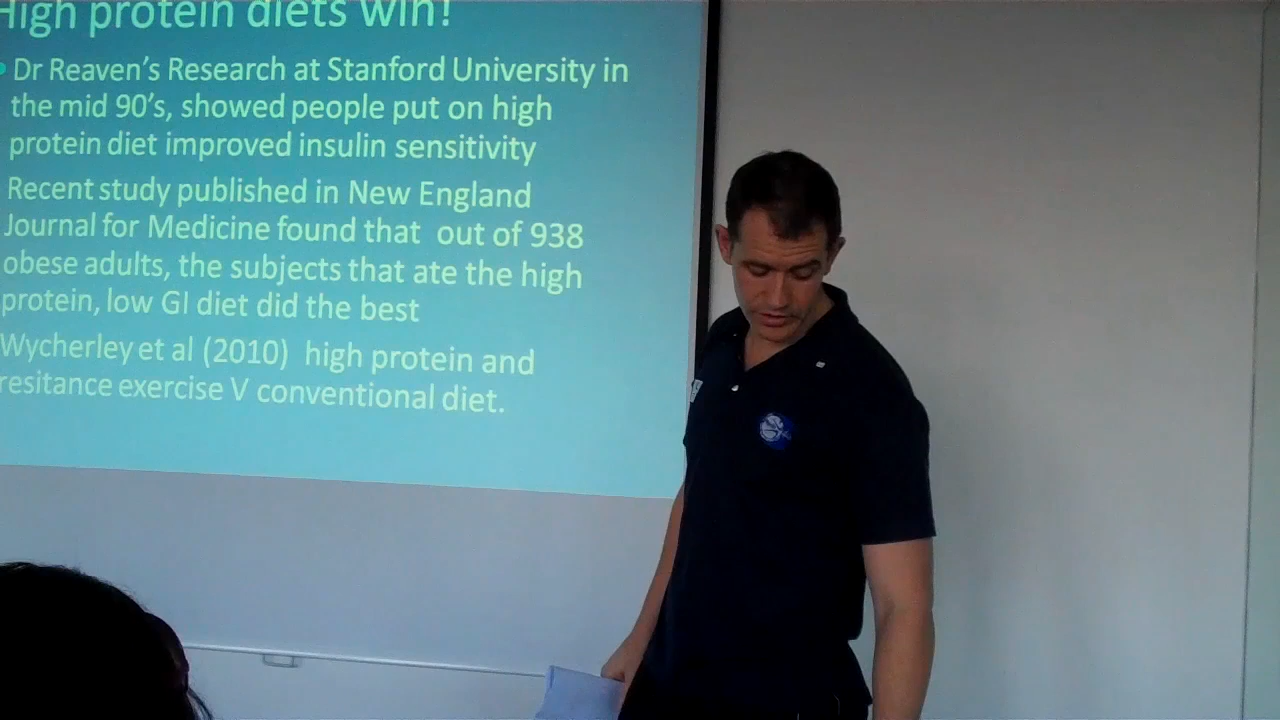 High protein diets win!
Dr Reaven's Research at Stanford University in
the mid 90's, showed people put on high
protein diet improved insulin sensitivity
Recent study published in New England
Journal for Medicine found that out of 938
obese adults, the subjects that ate the high
protein, low GI diet did the best
Wycherley et al (2010) high protein and
resitance exercise V conventional diet.